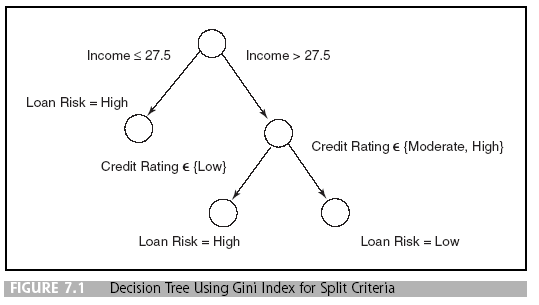 Income ≤ 27.5
Income > 27.5
Loan Risk = High
Credit Rating ϵ {Moderate, High}
Credit Rating ϵ {Low}
Loan Risk = High
Loan Risk = Low
FIGURE 7.1 Decision Tree Using Gini Index for Split Criteria